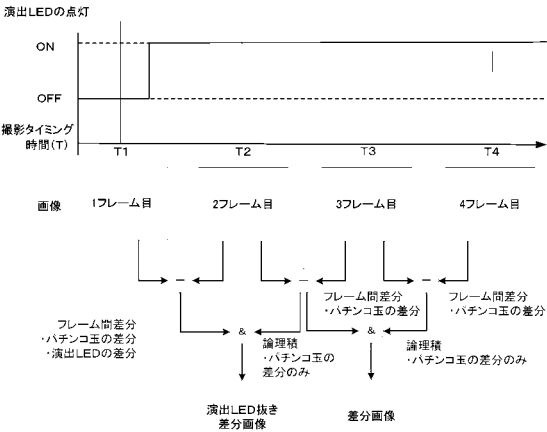 演出LEDの点灯
ON
OFF
撮影タイミング
時間(T)
T1
T2
T3
T4
画像
1フレーム目
2フレーム目
3フレーム目
4フレーム目
−
−
−
フレーム間差分
・パチンコ玉の差分
・演出LEDの差分
フレーム間差分
・パチンコ玉の差分
フレーム間差分
・パチンコ玉の差分
&
&
論理積
・パチンコ玉の
差分のみ
論理積
・パチンコ玉の差分のみ
演出LED抜き
差分画像
差分画像